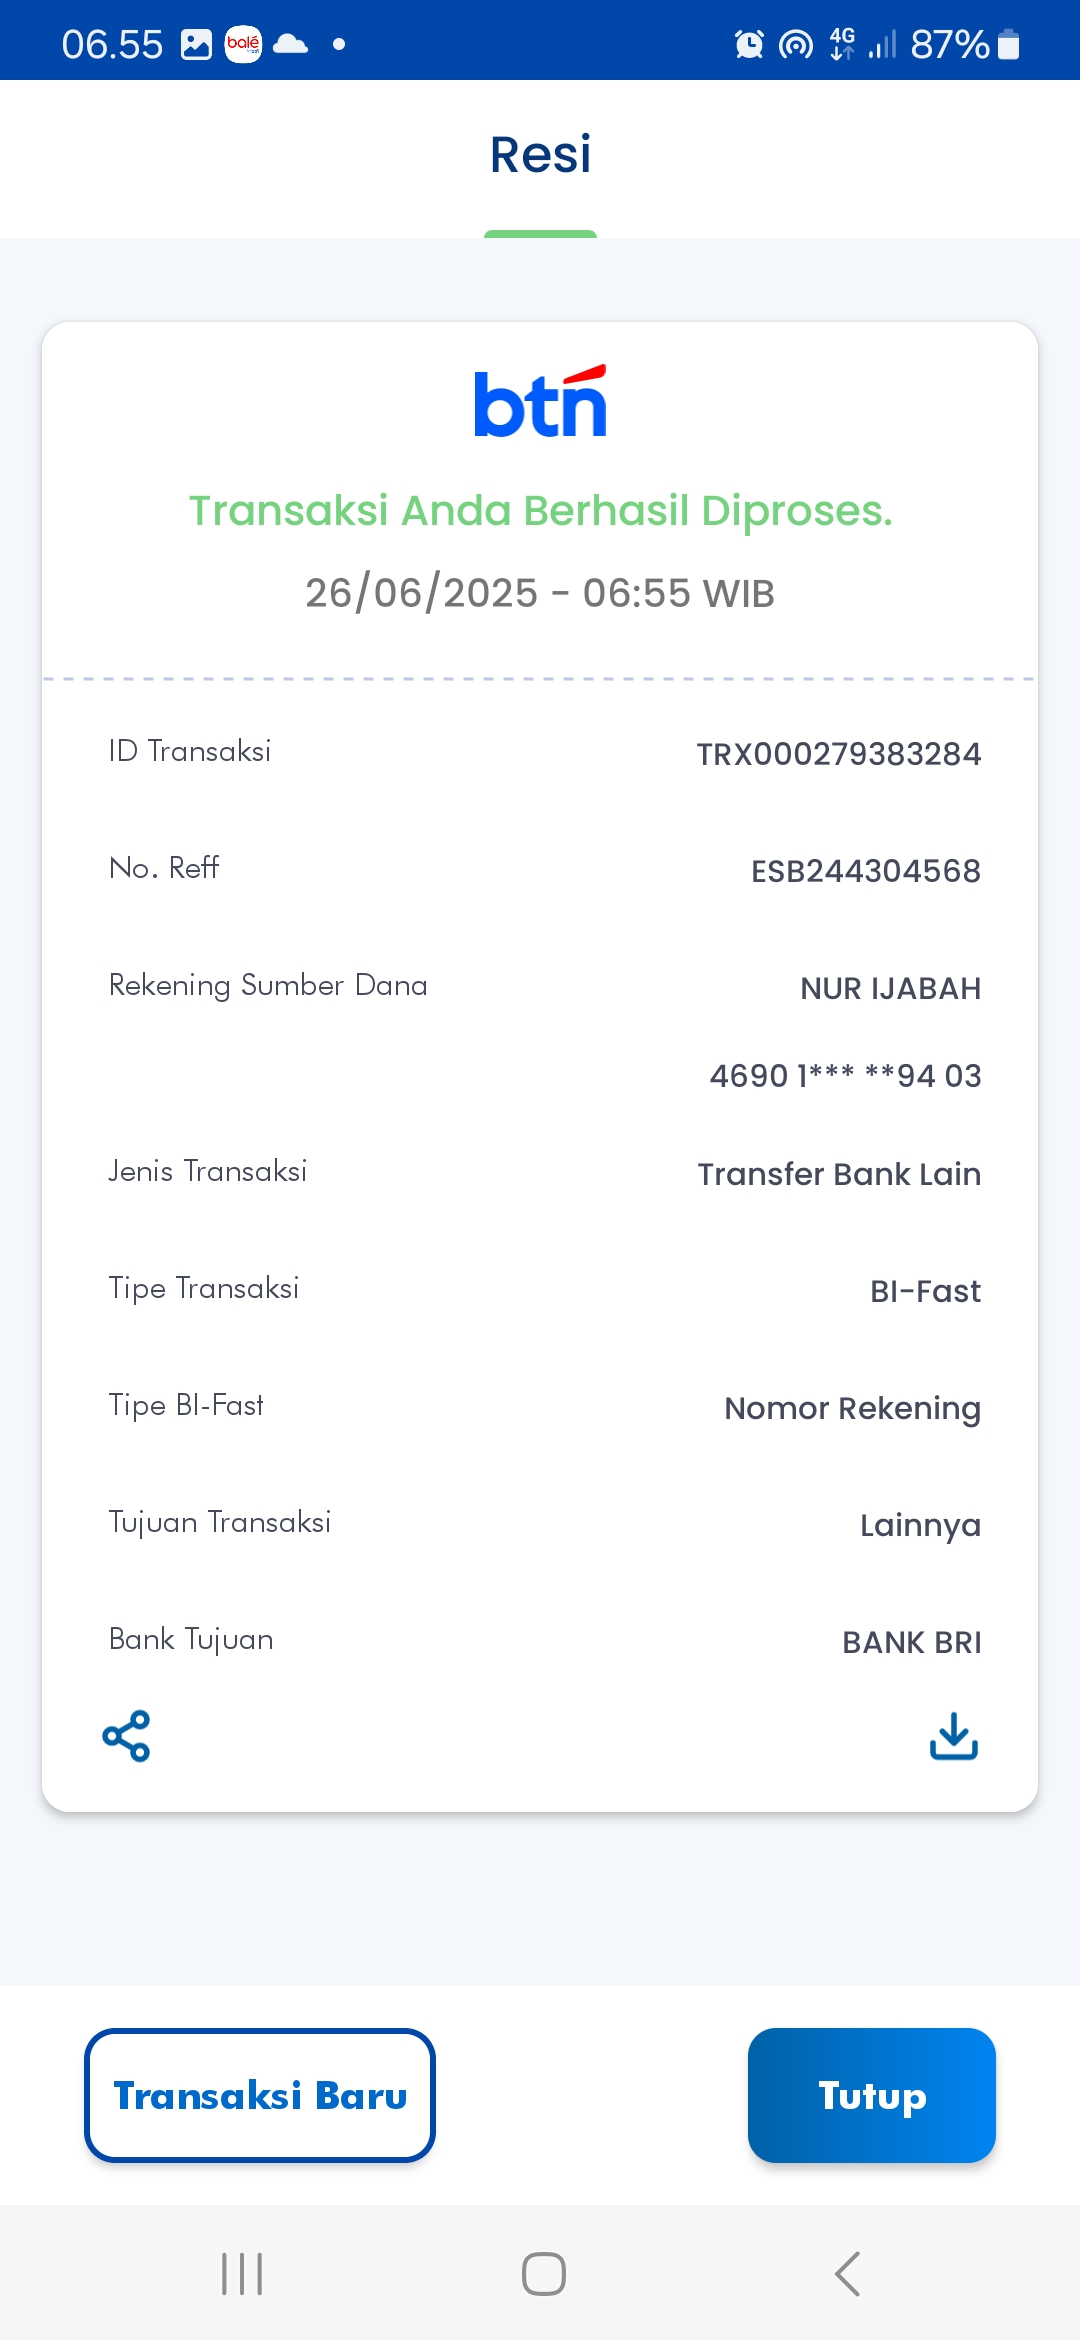 06.55 balé 4G 87%
Resi
btn
Transaksi Anda Berhasil Diproses.
26/06/2025 - 06:55 WIB
ID Transaksi TRX000279383284
No. Reff ESB244304568
Rekening Sumber Dana NUR IJABAH
4690 1*** **94 03
Jenis Transaksi Transfer Bank Lain
Tipe Transaksi BI-Fast
Tipe BI-Fast Nomor Rekening
Tujuan Transaksi Lainnya
Bank Tujuan BANK BRI
Transaksi Baru Tutup